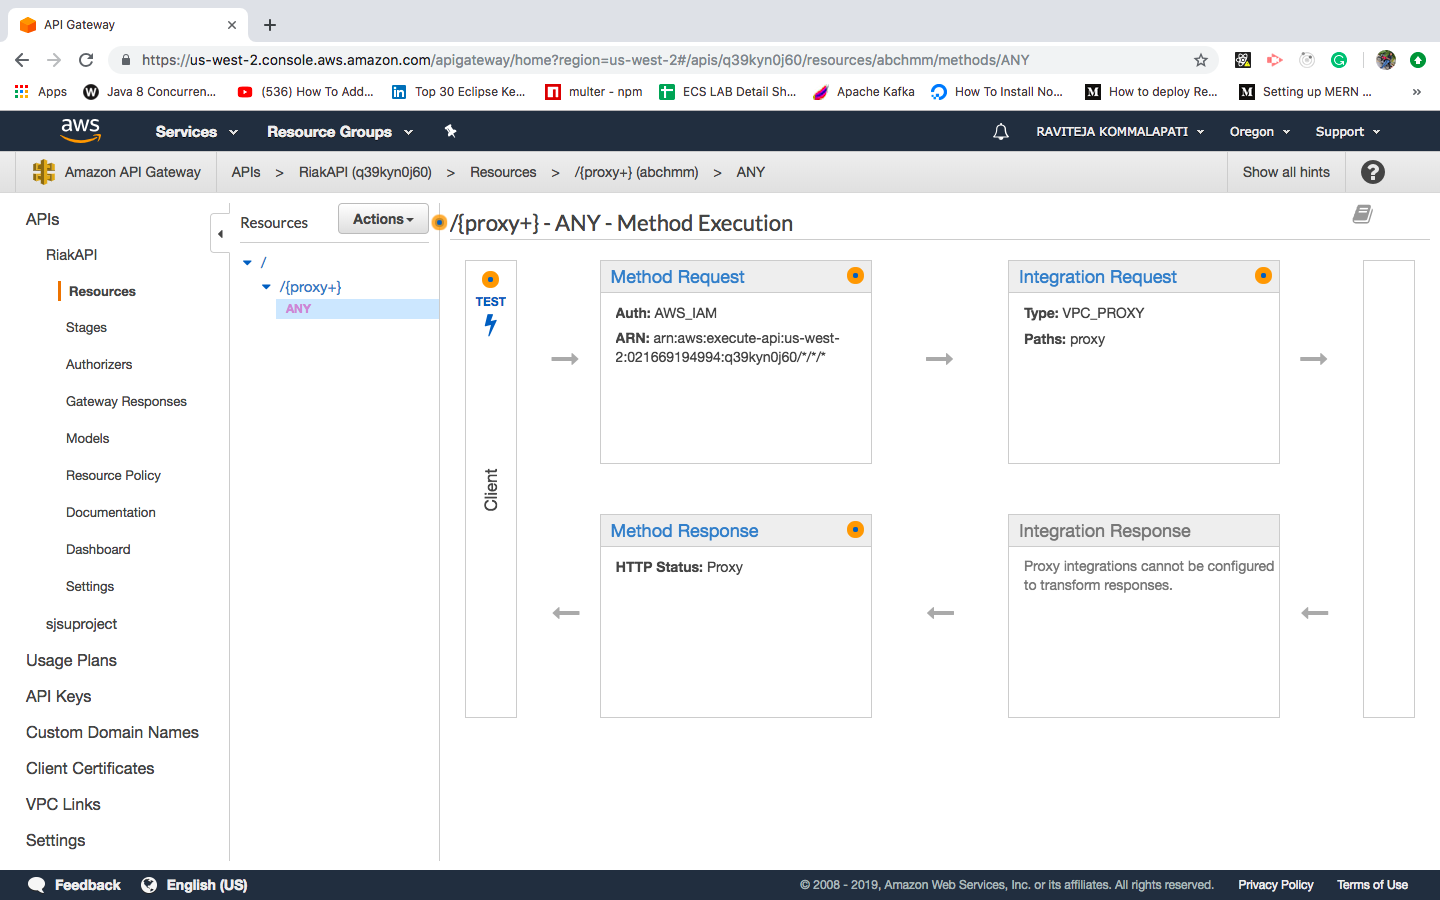 API Gateway
https://us-west-2.console.aws.amazon.com/apigateway/home?region=us-west-2#/apis/q39kyn0j60/resources/abchmm/methods/ANY
Apps
Java 8 Concurren...
(536) How To Add...
Top 30 Eclipse Ke...
multer - npm
ECS LAB Detail Sh...
Apache Kafka
How To Install No...
How to deploy Re...
Setting up MERN ...
»
aws
Services
Resource Groups
RAVITEJA KOMMALAPATI
Oregon
Support
Amazon API Gateway
APIs > RiakAPI (q39kyn0j60) > Resources > /{proxy+} (abchmm) > ANY
Show all hints
?
APIs
RiakAPI
Resources
Stages
Authorizers
Gateway Responses
Models
Resource Policy
Documentation
Dashboard
Settings
sjsuproject
Usage Plans
API Keys
Custom Domain Names
Client Certificates
VPC Links
Settings
Resources
Actions
/
/{proxy+}
ANY
/{proxy+} - ANY - Method Execution
TEST
Client
Method Request
Auth: AWS_IAM
ARN: arn:aws:execute-api:us-west-
2:021669194994:q39kyn0j60/*/*/*
Integration Request
Type: VPC_PROXY
Paths: proxy
Method Response
HTTP Status: Proxy
Integration Response
Proxy integrations cannot be configured
to transform responses.
Feedback
English (US)
© 2008 - 2019, Amazon Web Services, Inc. or its affiliates. All rights reserved.
Privacy Policy
Terms of Use